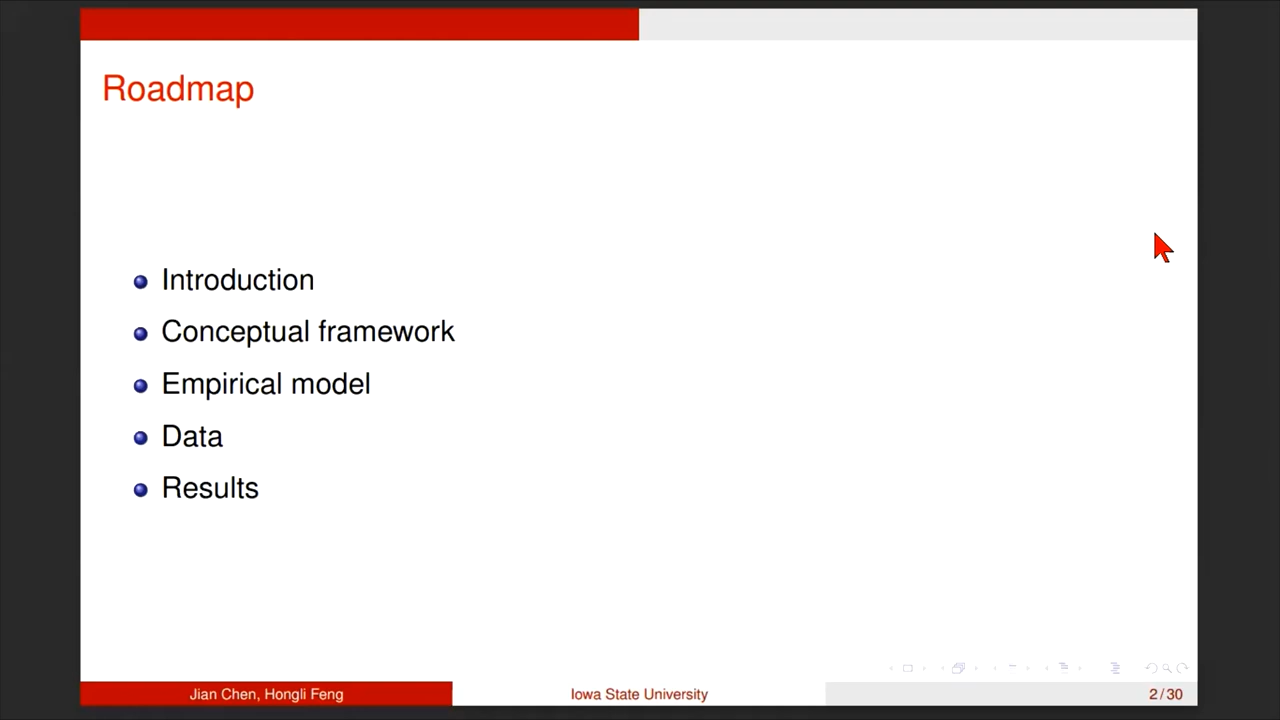 Roadmap
Introduction
Conceptual framework
Empirical model
Data
Results
Jian Chen, Hongli Feng
Iowa State University
2 / 30